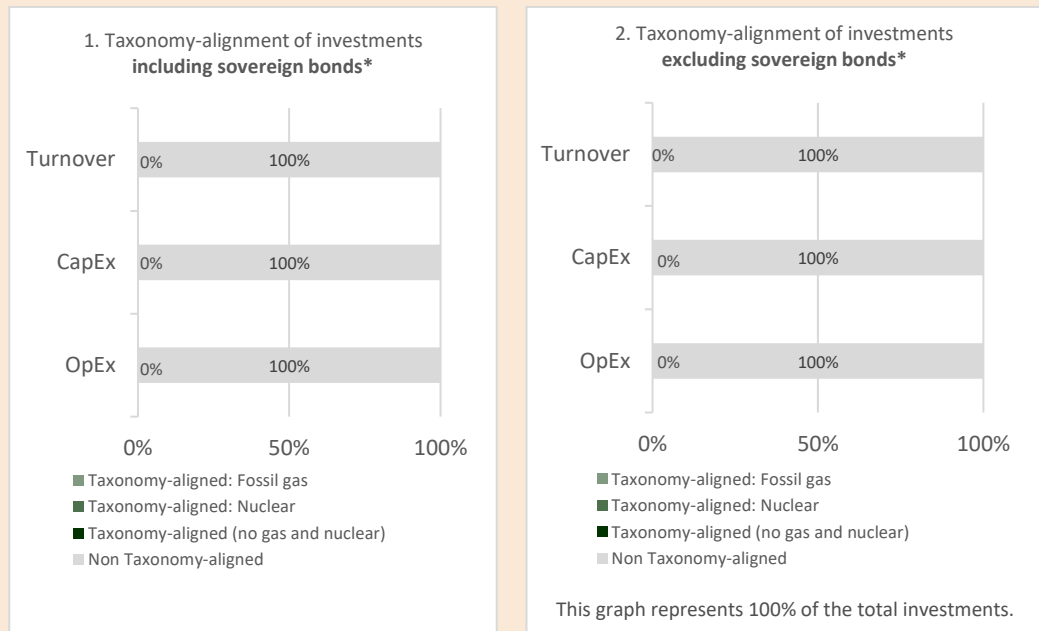 1. Taxonomy-alignment of investments
including sovereign bonds*
Turnover
0%
100%
CapEx
0%
100%
OpEx
0%
100%
0%
50%
100%
Taxonomy-aligned: Fossil gas
Taxonomy-aligned: Nuclear
Taxonomy-aligned (no gas and nuclear)
Non Taxonomy-aligned
2. Taxonomy-alignment of investments
excluding sovereign bonds*
Turnover
0%
100%
CapEx
0%
100%
OpEx
0%
100%
0%
50%
100%
Taxonomy-aligned: Fossil gas
Taxonomy-aligned: Nuclear
Taxonomy-aligned (no gas and nuclear)
Non Taxonomy-aligned
This graph represents 100% of the total investments.